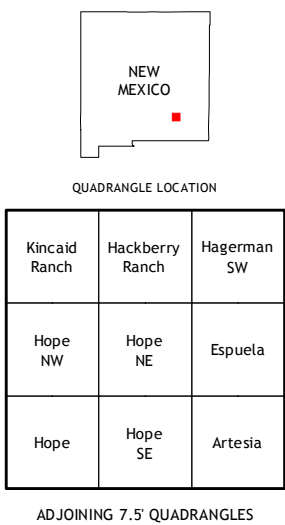 NEW
MEXICO
QUADRANGLE LOCATION
Kincaid
Ranch
Hackberry
Ranch
Hagerman
SW
Hope
NW
Hope
NE
Espuela
Hope
Hope
SE
Artesia
ADJOINING 7.5' QUADRANGLES